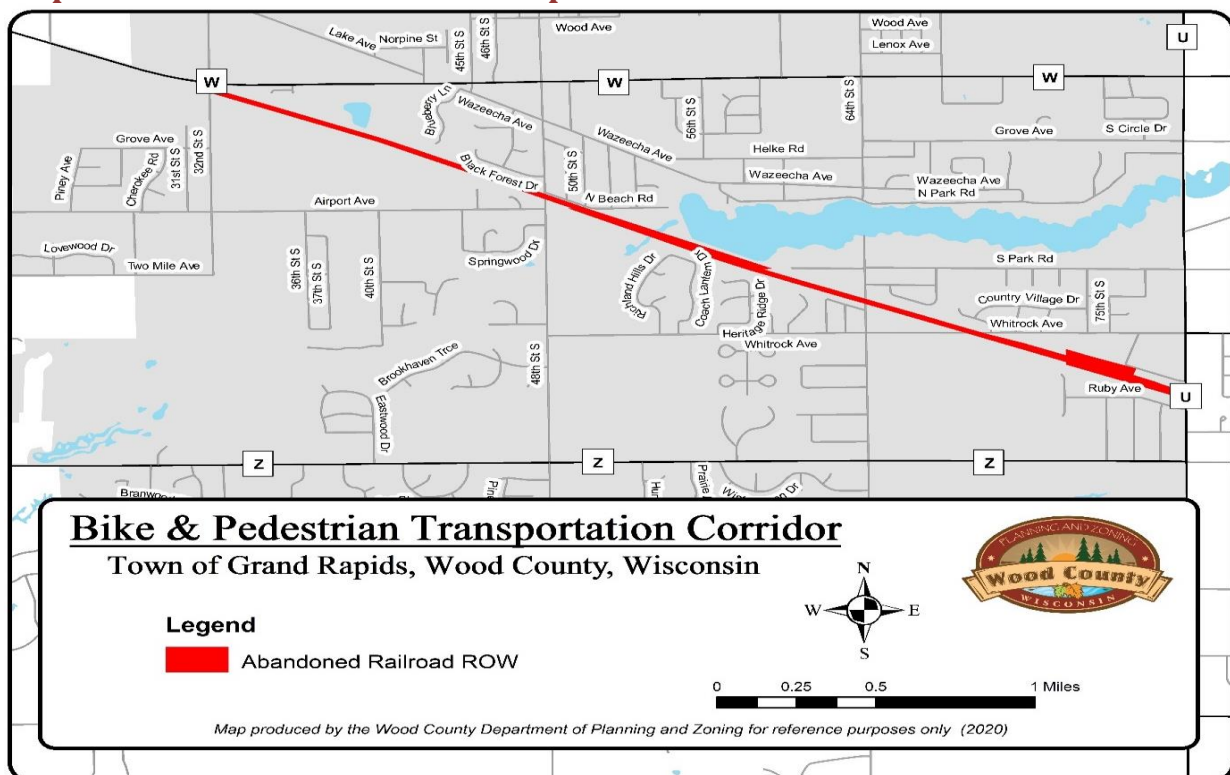 Wood Ave
U
Lake Ave
Norpine St
45th St S
46th St S
Wood Ave
Lenox Ave
W
W
W
Blueberry Ln
Wazeecha Ave
56th St S
64th St S
Wazeecha Ave
Grove Ave
S Circle Dr
Grove Ave
Piney Ave
Cherokee Rd
31st St S
32nd St S
Helke Rd
Black Forest Dr
50th St S
Wazeecha Ave
Wazeecha Ave
N Park Rd
Airport Ave
N Beach Rd
Lovewood Dr
Two Mile Ave
36th St S
37th St S
40th St S
Springwood Dr
Richland Hills Dr
Coach Lantern Dr
S Park Rd
Heritage Ridge Dr
Country Village Dr
75th St S
Whitrock Ave
Whitrock Ave
48th St S
Brookhaven Trce
Eastwood Dr
Ruby Ave
U
Z
Z
Z
Bike & Pedestrian Transportation Corridor
Town of Grand Rapids, Wood County, Wisconsin
PLANNING AND ZONING
Wood County
WISCONSIN
N
W E
S
Legend
Abandoned Railroad ROW
0 0.25 0.5 1 Miles
Map produced by the Wood County Department of Planning and Zoning for reference purposes only (2020)